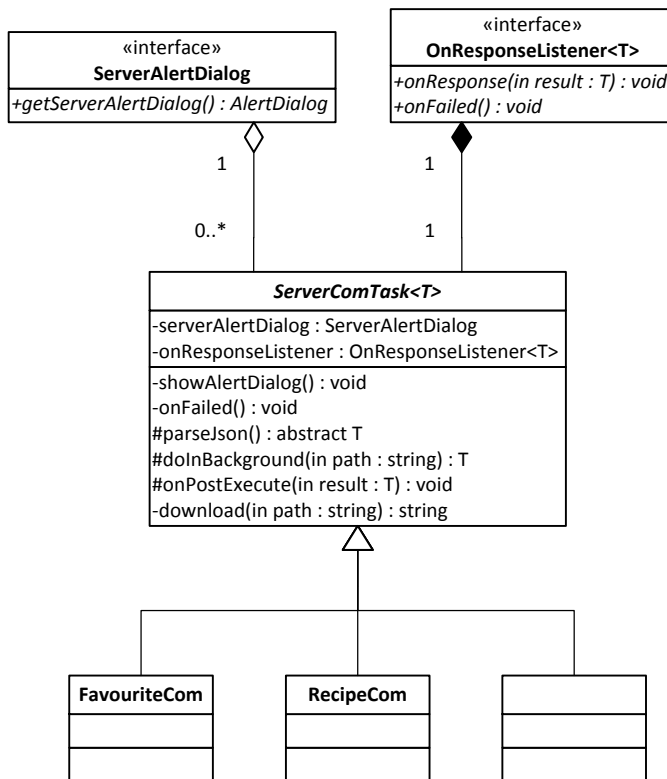 «interface»
ServerAlertDialog
+getServerAlertDialog() : AlertDialog
«interface»
OnResponseListener<T>
+onResponse(in result : T) : void
+onFailed() : void
1
1
0..*
1
ServerComTask<T>
-serverAlertDialog : ServerAlertDialog
-onResponseListener : OnResponseListener<T>
-showAlertDialog() : void
-onFailed() : void
#parseJson() : abstract T
#doInBackground(in path : string) : T
#onPostExecute(in result : T) : void
-download(in path : string) : string
FavouriteCom
RecipeCom